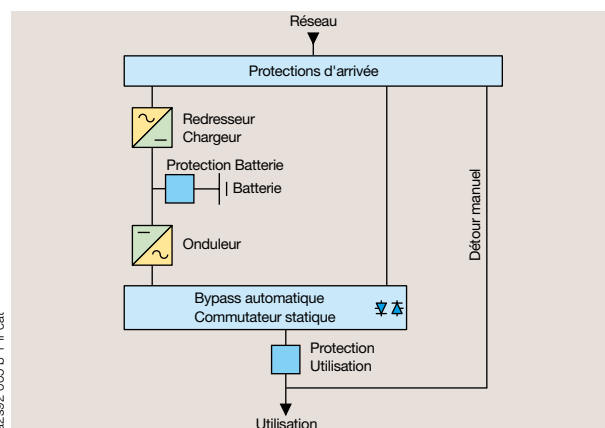 Réseau
Protections d'arrivée
Redresseur
Chargeur
Protection Batterie
Batterie
Détour manuel
Onduleur
Bypass automatique
Commutateur statique
Protection
Utilisation
Utilisation